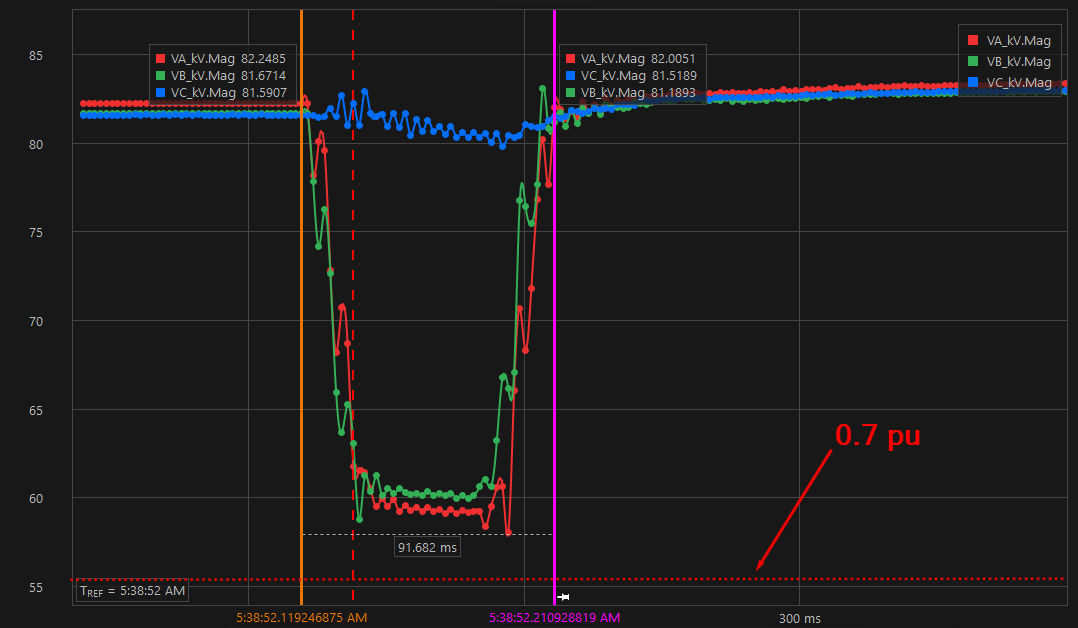 85
80
75
70
65
60
55
VA_kV.Mag 82.2485
VB_kV.Mag 81.6714
VC_kV.Mag 81.5907
VA_kV.Mag 82.0051
VC_kV.Mag 81.5189
VB_kV.Mag 81.1893
VA_kV.Mag
VB_kV.Mag
VC_kV.Mag
0.7 pu
91.682 ms
TREF = 5:38:52 AM
5:38:52.119246875 AM
5:38:52.210928819 AM
300 ms